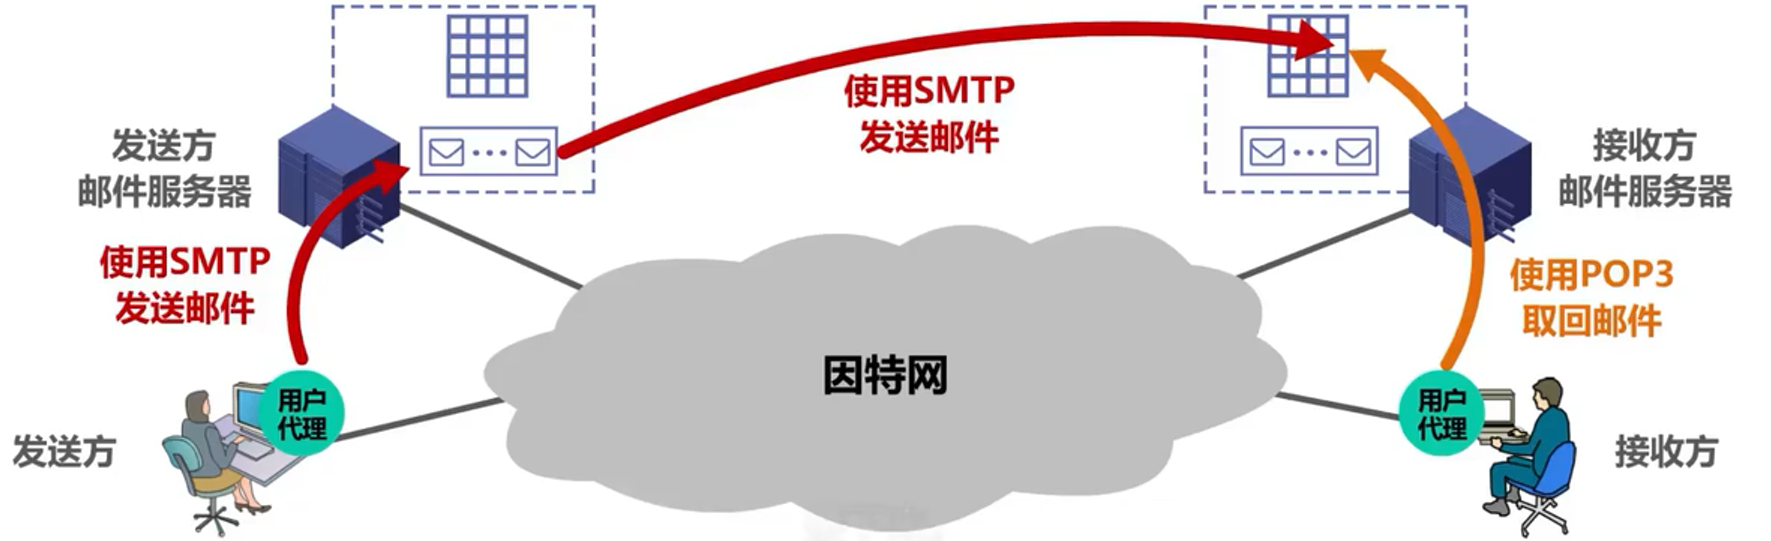 使用SMTP
发送邮件
发送方
邮件服务器
接收方
邮件服务器
使用SMTP
发送邮件
使用POP3
取回邮件
因特网
用户
代理
用户
代理
发送方
接收方